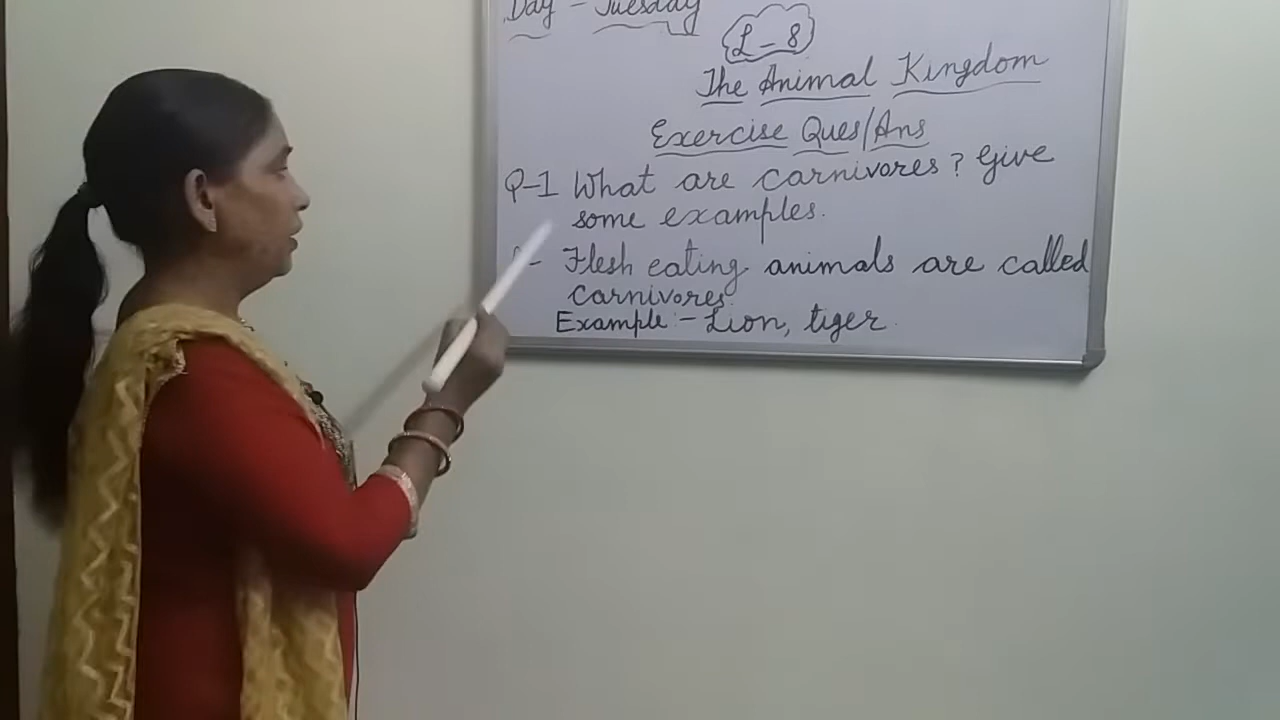 Day - Tuesday
L - 8
The Animal Kingdom
Exercise Ques/Ans
Q-1 What are carnivores? Give
some examples.
- Flesh eating animals are called
carnivores.
Example:- Lion, tiger.